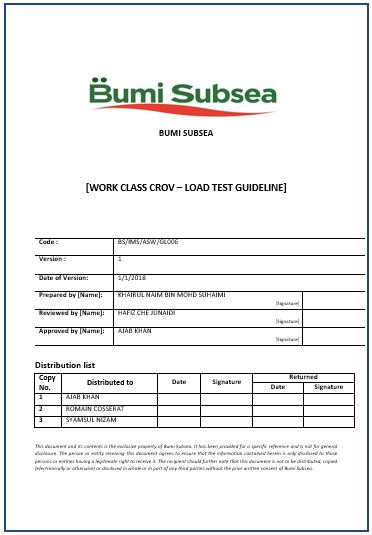 Bumi Subsea
BUMI SUBSEA
[WORK CLASS CROV – LOAD TEST GUIDELINE]
Code : BS/IMS/ASW/GL006
Version : 1
Date of Version: 1/1/2018
Prepared by [Name]: KHAIRUL NAIM BIN MOHD SUHAIMI
[Signature]
Reviewed by [Name]: HAFIZ CHE JUNAIDI
[Signature]
Approved by [Name]: AJAB KHAN
[Signature]
Distribution list
Copy No. Distributed to Date Signature Returned
Date Signature
1 AJAB KHAN
2 ROMAIN COSSERAT
3 SYAMSUL NIZAM
This document and its contents is the exclusive property of Bumi Subsea. It has been provided for a specific reference and is not for general
disclosure. The person or entity receiving this document agrees to ensure that the information contained herein is only disclosed to those
persons or entities having a legitimate right to receive it. The recipient should further note that this document is not to be distributed, copied
(electronically or otherwise) or disclosed in whole or in part of any third parties without the prior written consent of Bumi Subsea.